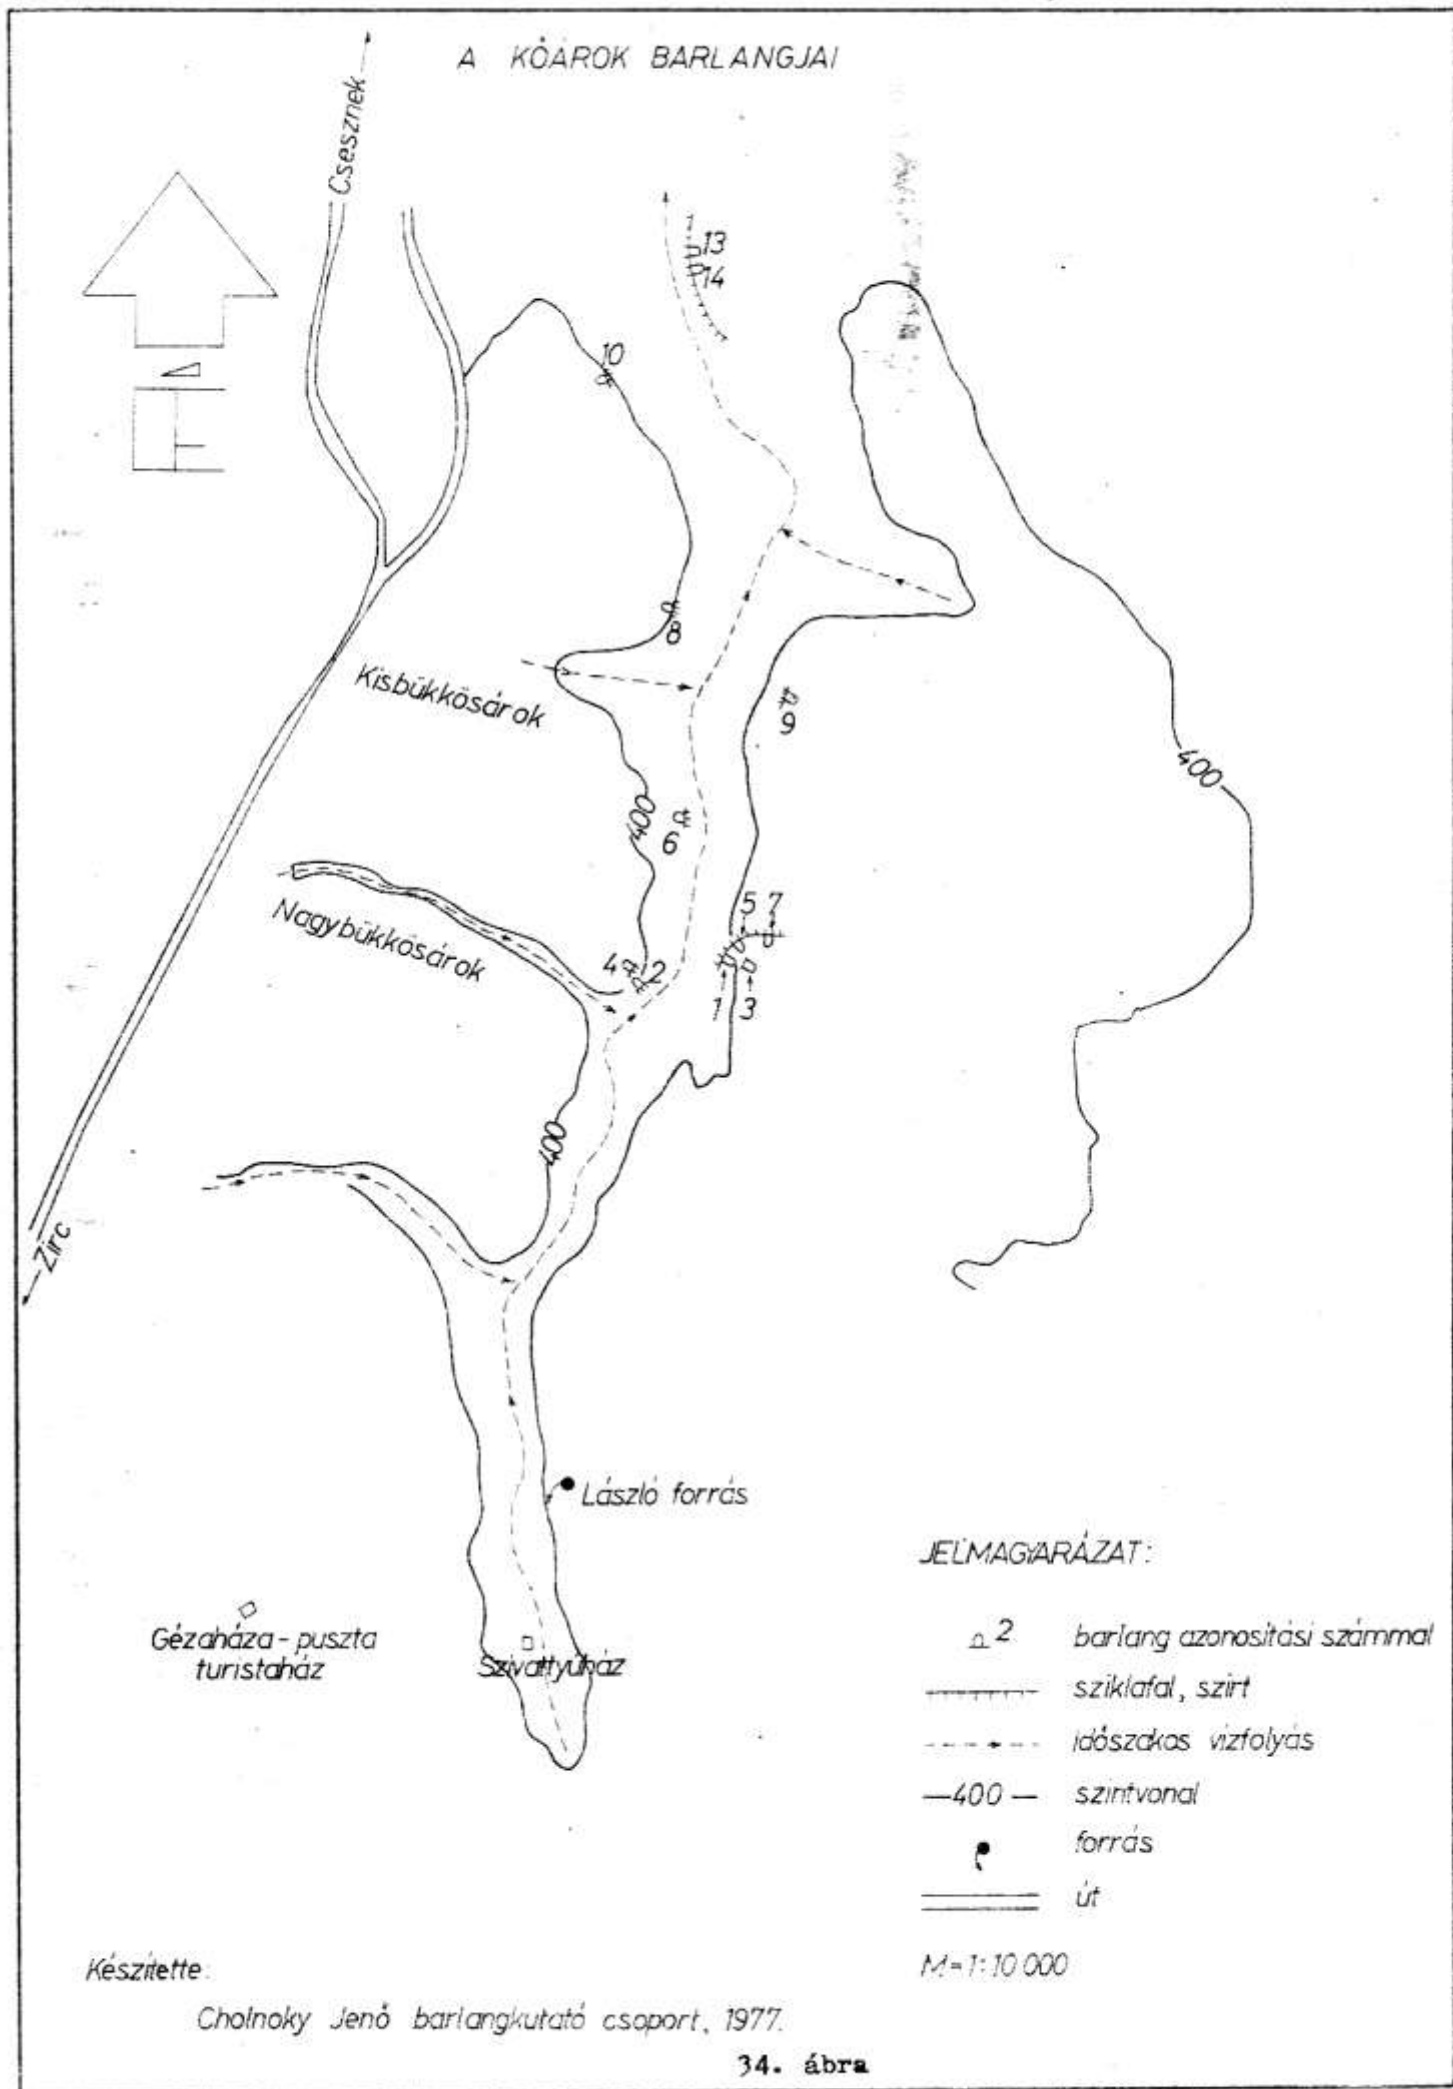 A KŐÁROK BARLANGJAI
Csesznek
É
13
14
10
8
Kisbükkösárok
9
400
400
6
5 7
Nagybükkösárok
4 2
1 3
400
Zirc
László forrás
Gézaháza-puszta
turistaház
Szivattyúház
JELMAGYARÁZAT:
2 barlang azonosítási számmal
sziklafal, szirt
időszakos vízfolyás
—400— szintvonal
forrás
út
M=1:10 000
Készítette:
Cholnoky Jenő barlangkutató csoport, 1977.
34. ábra